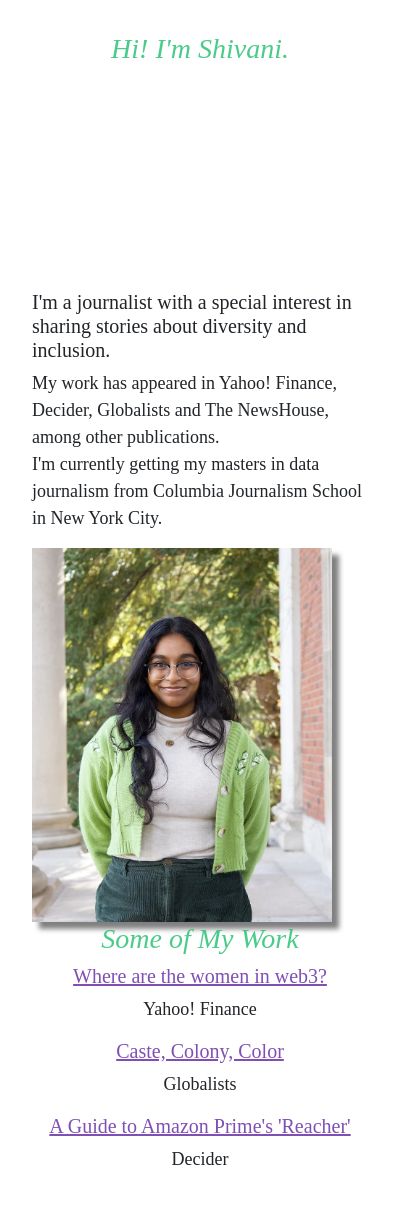 Hi! I'm Shivani.
I'm a journalist with a special interest in
sharing stories about diversity and
inclusion.
My work has appeared in Yahoo! Finance,
Decider, Globalists and The NewsHouse,
among other publications.
I'm currently getting my masters in data
journalism from Columbia Journalism School
in New York City.
Some of My Work
Where are the women in web3?
Yahoo! Finance
Caste, Colony, Color
Globalists
A Guide to Amazon Prime's 'Reacher'
Decider